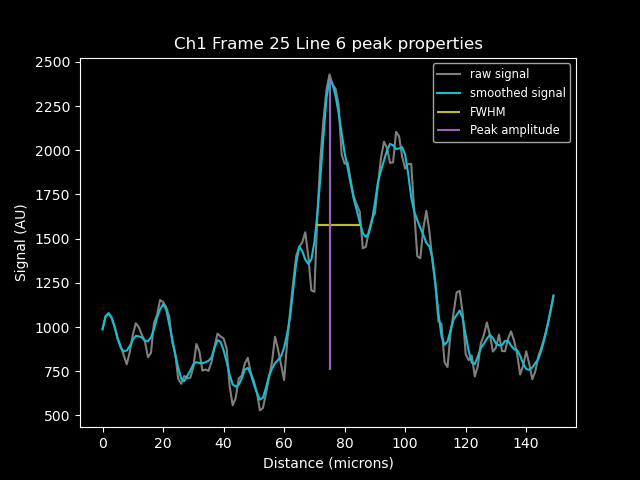 Ch1 Frame 25 Line 6 peak properties
raw signal
smoothed signal
FWHM
Peak amplitude
Signal (AU)
2500
2250
2000
1750
1500
1250
1000
750
500
0 20 40 60 80 100 120 140
Distance (microns)